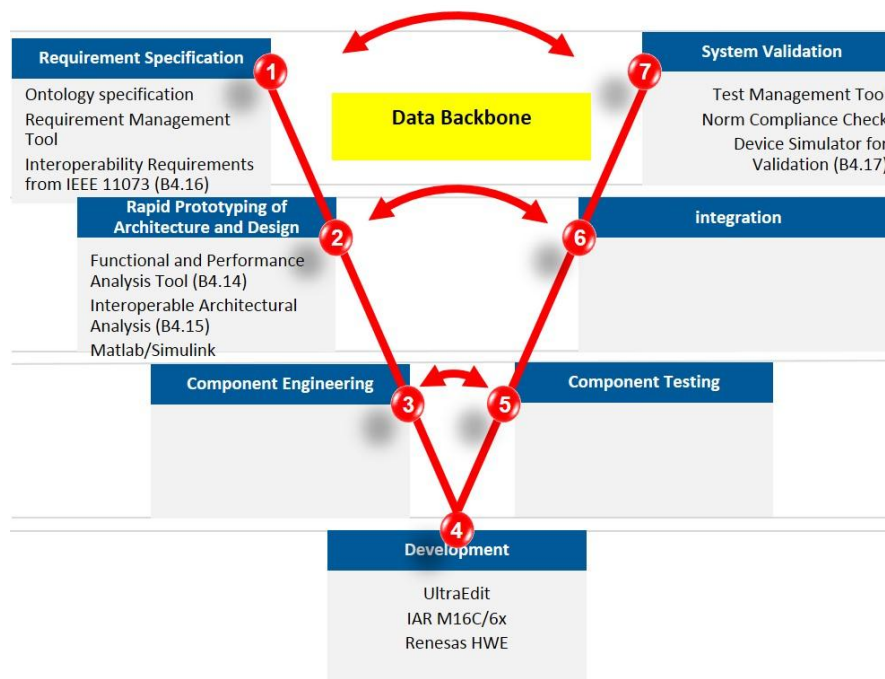 Requirement Specification
1
Ontology specification
Requirement Management
Tool
Interoperability Requirements
from IEEE 11073 (B4.16)
Data Backbone
System Validation
7
Test Management Tool
Norm Compliance Check
Device Simulator for
Validation (B4.17)
Rapid Prototyping of
Architecture and Design
2
Functional and Performance
Analysis Tool (B4.14)
Interoperable Architectural
Analysis (B4.15)
Matlab/Simulink
integration
6
Component Engineering
3
Component Testing
5
4
Development
UltraEdit
IAR M16C/6x
Renesas HWE